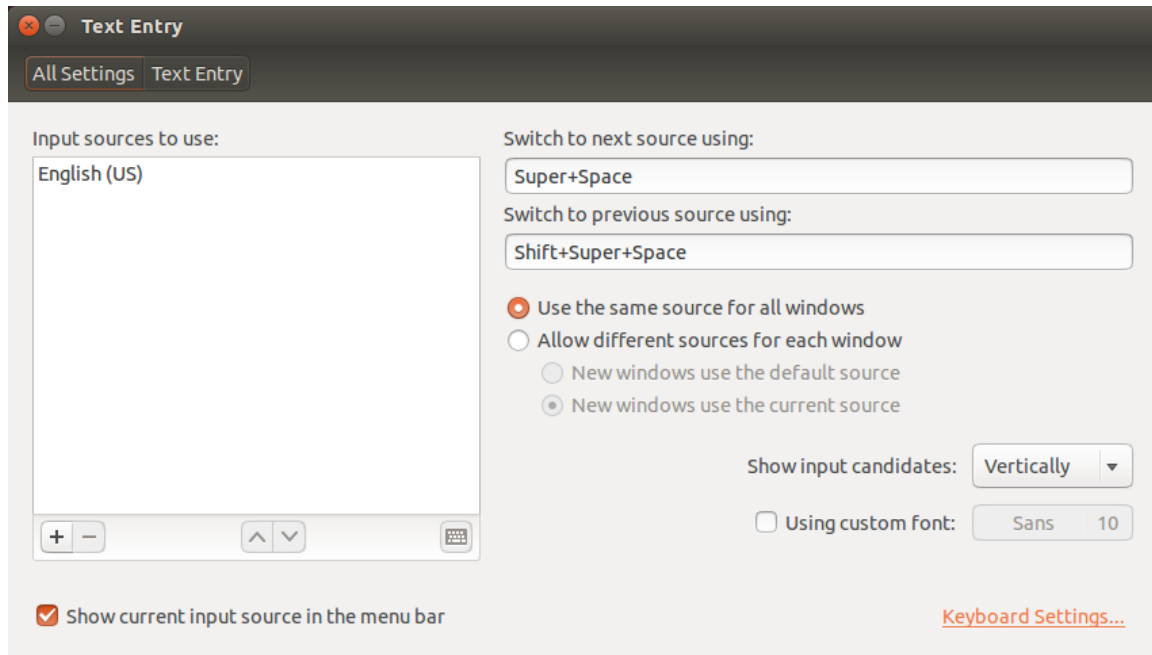 Text Entry
All Settings Text Entry
Input sources to use:
English (US)
Switch to next source using:
Super+Space
Switch to previous source using:
Shift+Super+Space
Use the same source for all windows
Allow different sources for each window
New windows use the default source
New windows use the current source
Show input candidates: Vertically
Using custom font: Sans 10
Show current input source in the menu bar
Keyboard Settings...